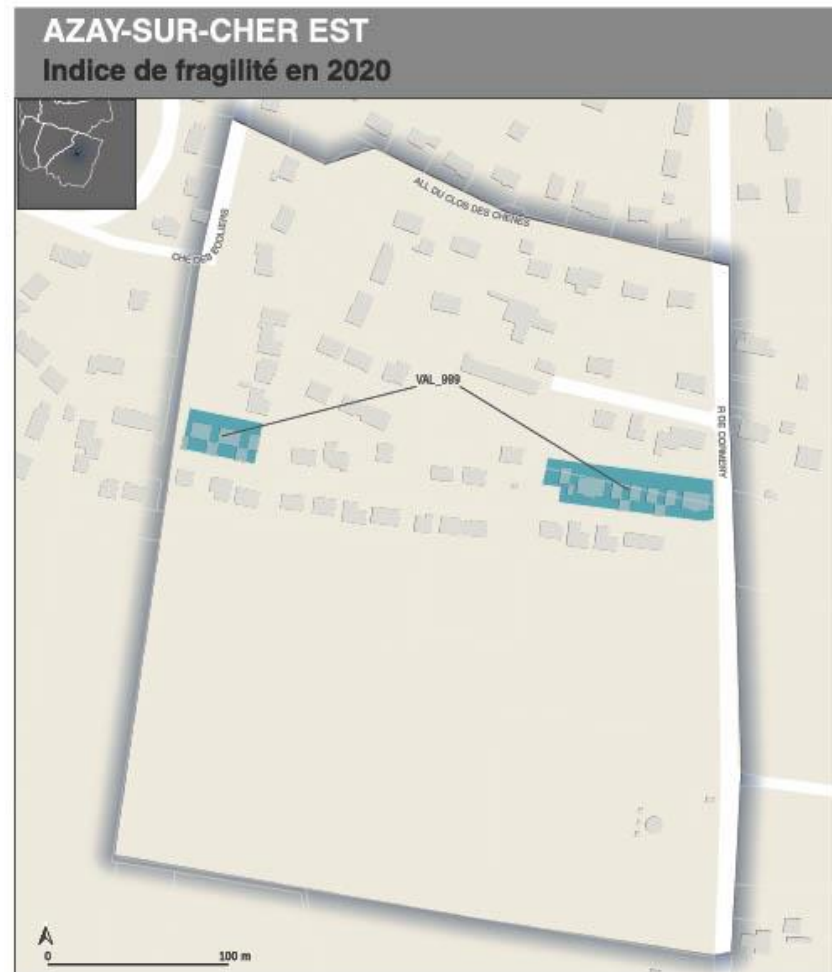 AZAY-SUR-CHER EST
Indice de fragilité en 2020
ALL DU CLOS DES CHENES
CHE DES ECOLIERS
VAL_999
R DE CORMERY
0 100 m